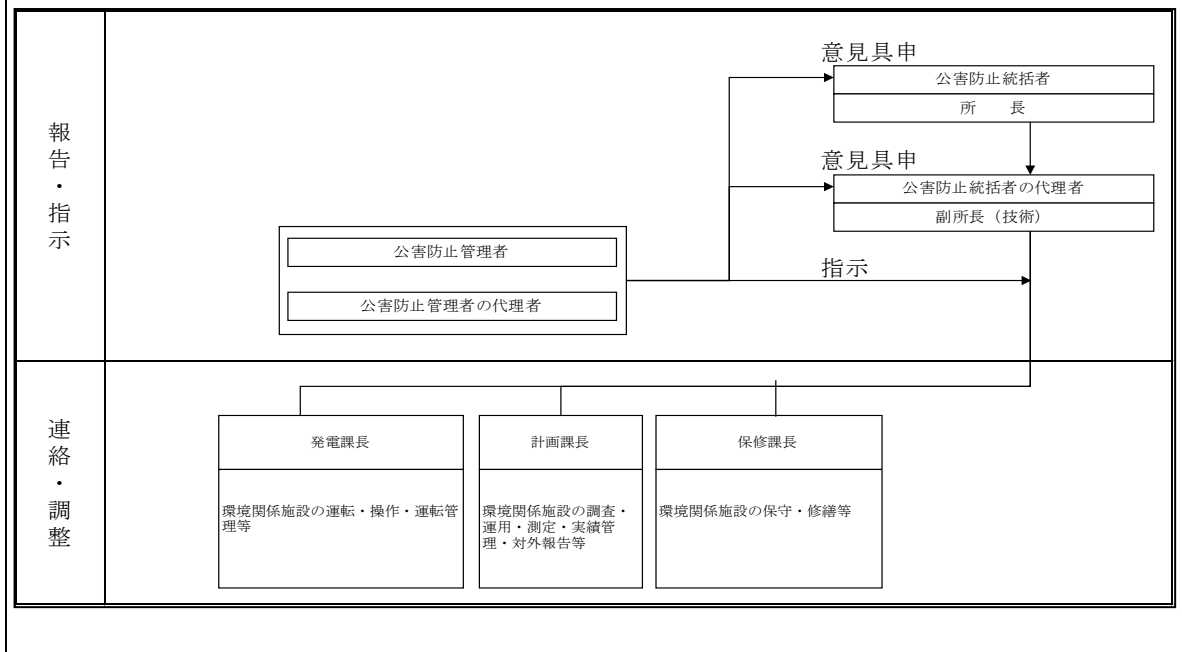 報告・指示
意見具申
公害防止統括者
所　長
意見具申
公害防止統括者の代理者
副所長（技術）
公害防止管理者
公害防止管理者の代理者
指示
連絡・調整
発電課長
環境関係施設の運転・操作・運転管
理等
計画課長
環境関係施設の調査・
運用・測定・実績管
理・対外報告等
保修課長
環境関係施設の保守・修繕等